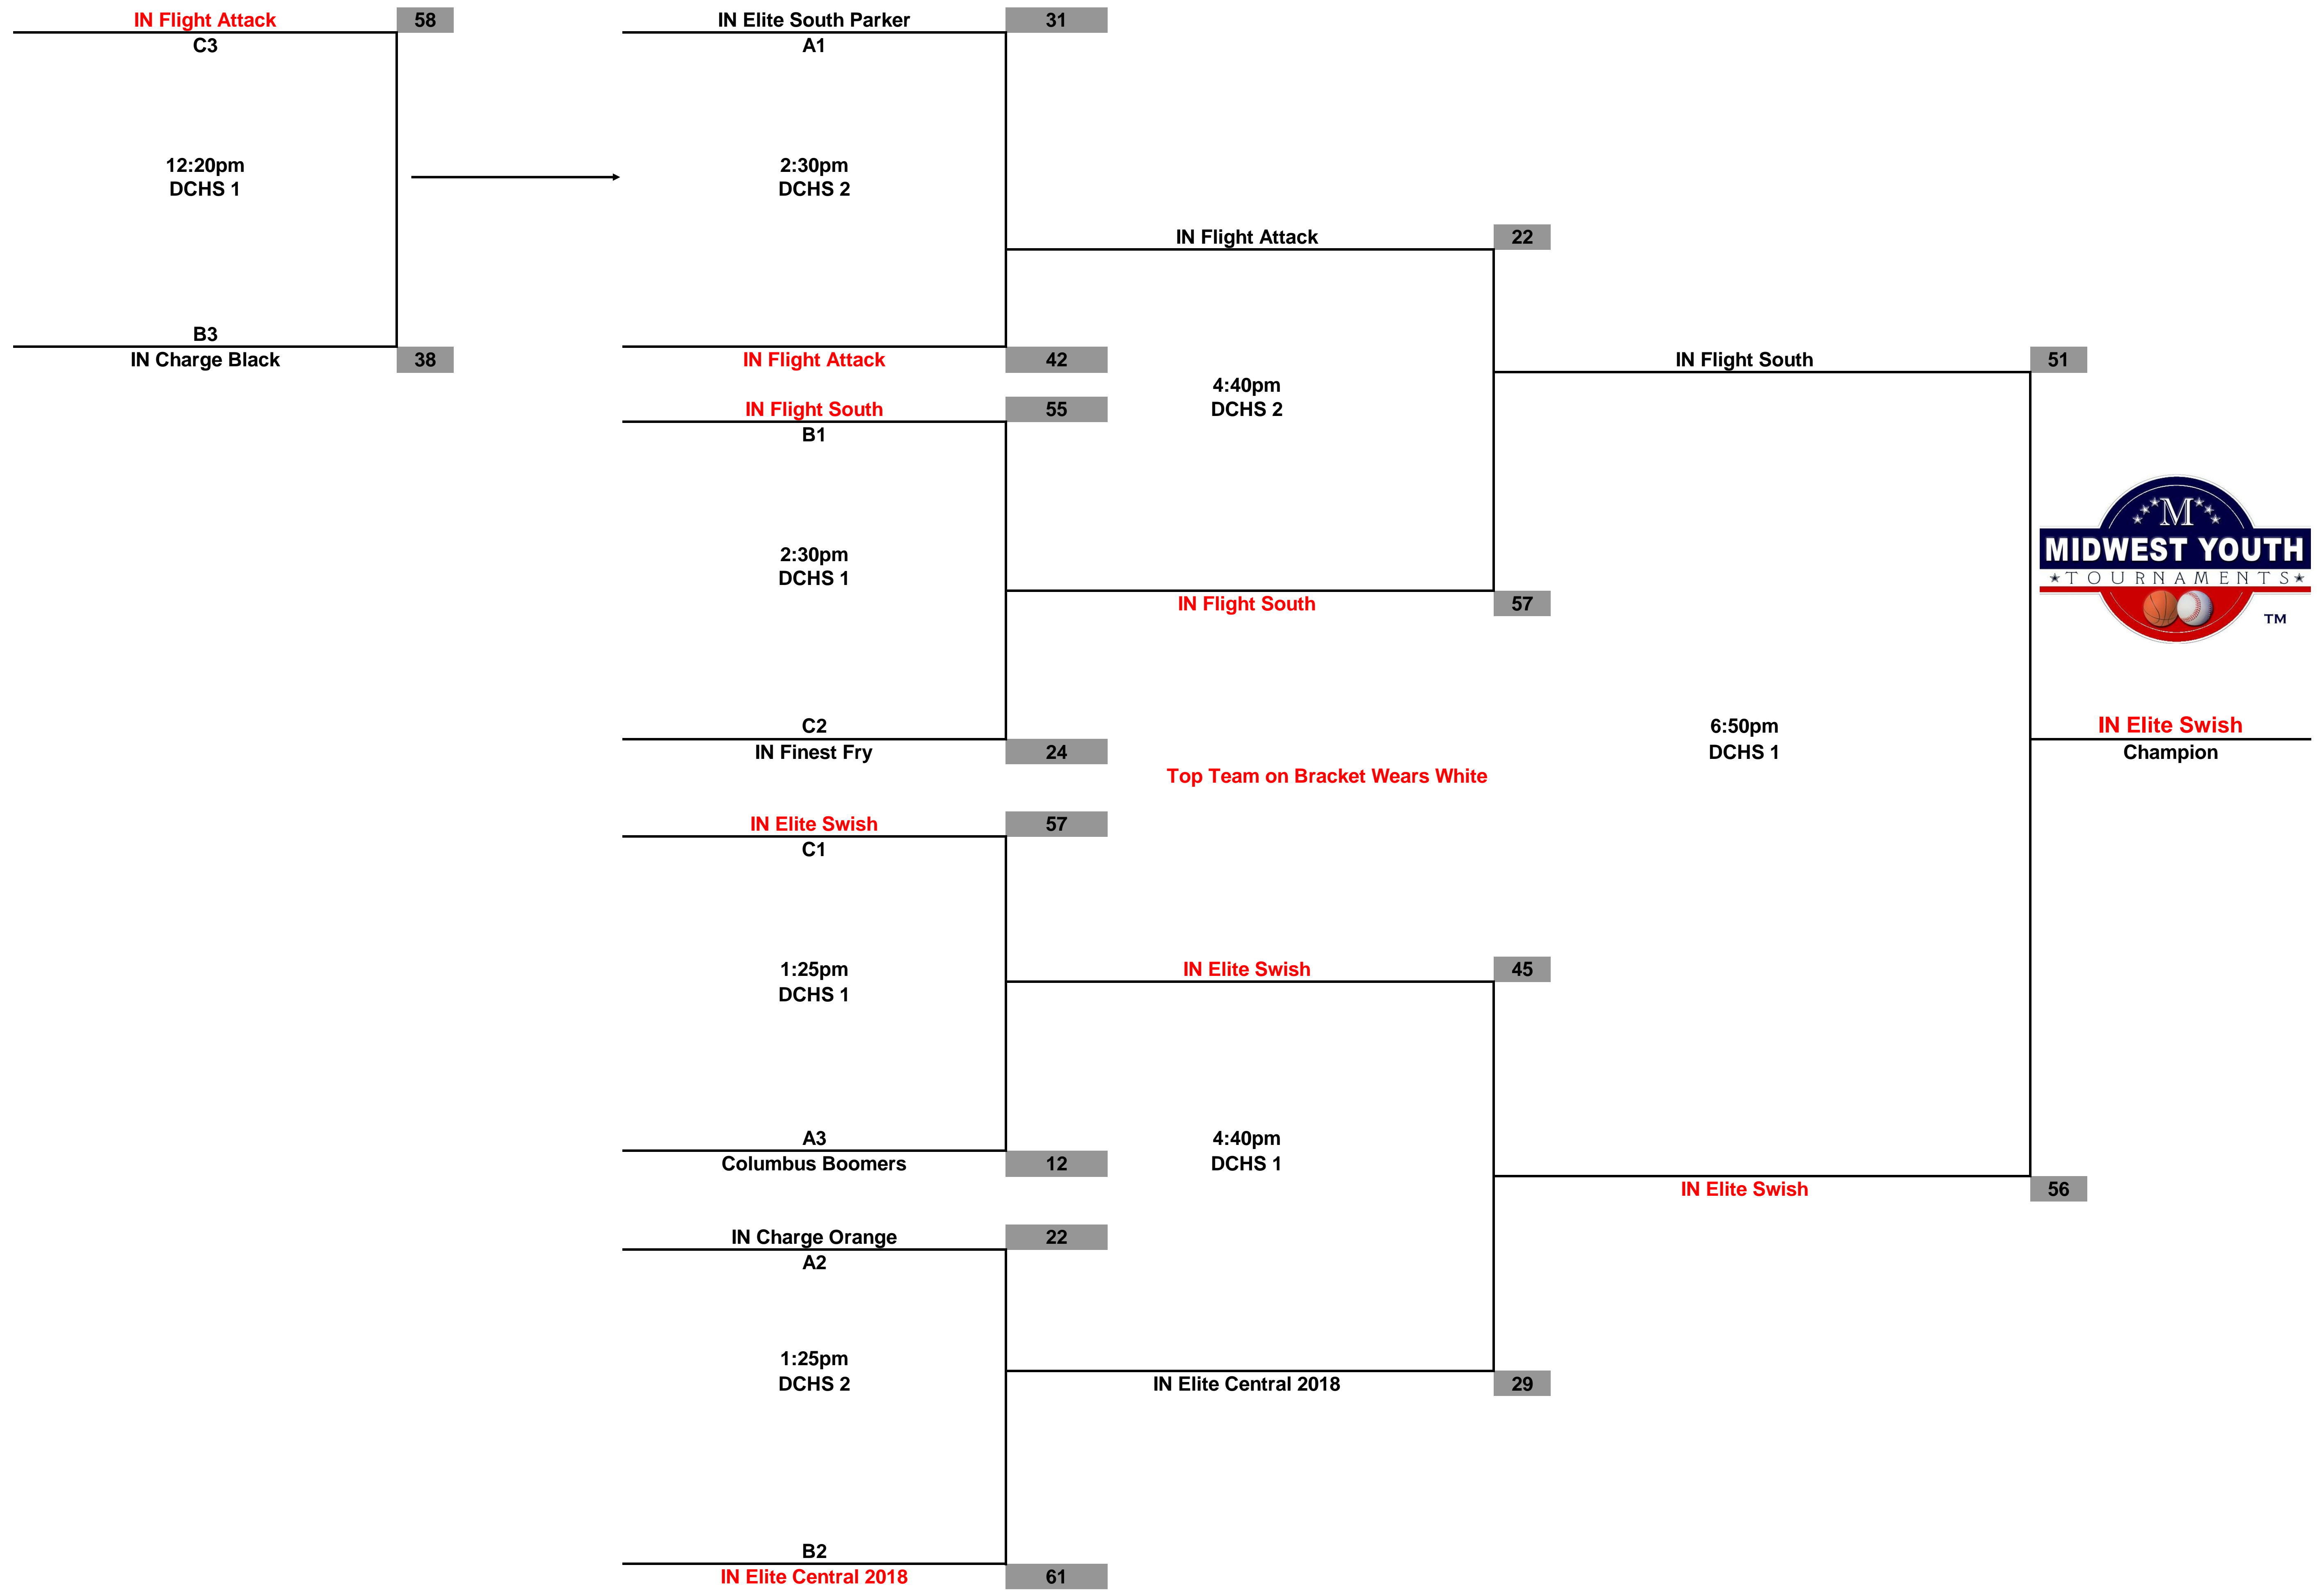 IN Flight Attack 58
C3
12:20pm
DCHS 1
B3
IN Charge Black 38
IN Elite South Parker 31
A1
2:30pm
DCHS 2
IN Flight Attack 42
IN Flight South 55
B1
2:30pm
DCHS 1
C2
IN Finest Fry 24
IN Elite Swish 57
C1
1:25pm
DCHS 1
A3
Columbus Boomers 12
IN Charge Orange 22
A2
1:25pm
DCHS 2
B2
IN Elite Central 2018 61
IN Flight Attack 22
4:40pm
DCHS 2
IN Flight South 57
Top Team on Bracket Wears White
IN Elite Swish 45
4:40pm
DCHS 1
IN Elite Central 2018 29
IN Flight South 51
6:50pm
DCHS 1
IN Elite Swish 56
M
MIDWEST YOUTH
TOURNAMENTS
TM
IN Elite Swish
Champion